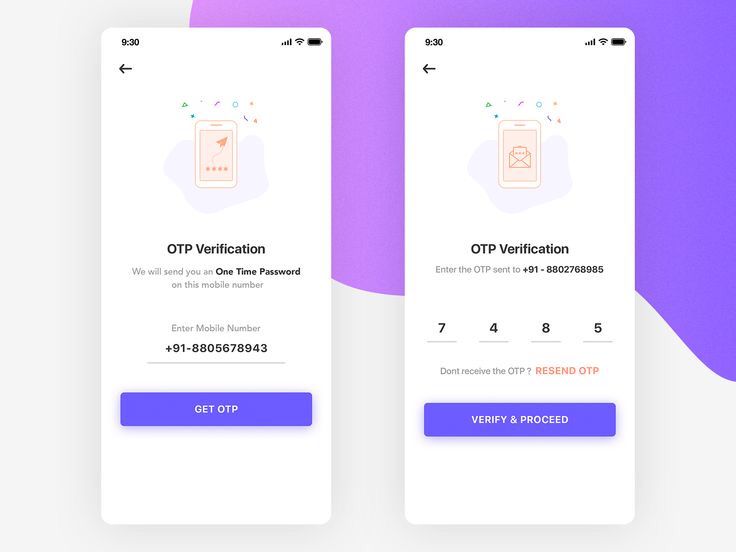 9:30
OTP Verification
We will send you an One Time Password
on this mobile number
Enter Mobile Number
+91-8805678943
GET OTP
9:30
OTP Verification
Enter the OTP sent to +91 - 8802768985
7 4 8 5
Dont receive the OTP ? RESEND OTP
VERIFY & PROCEED